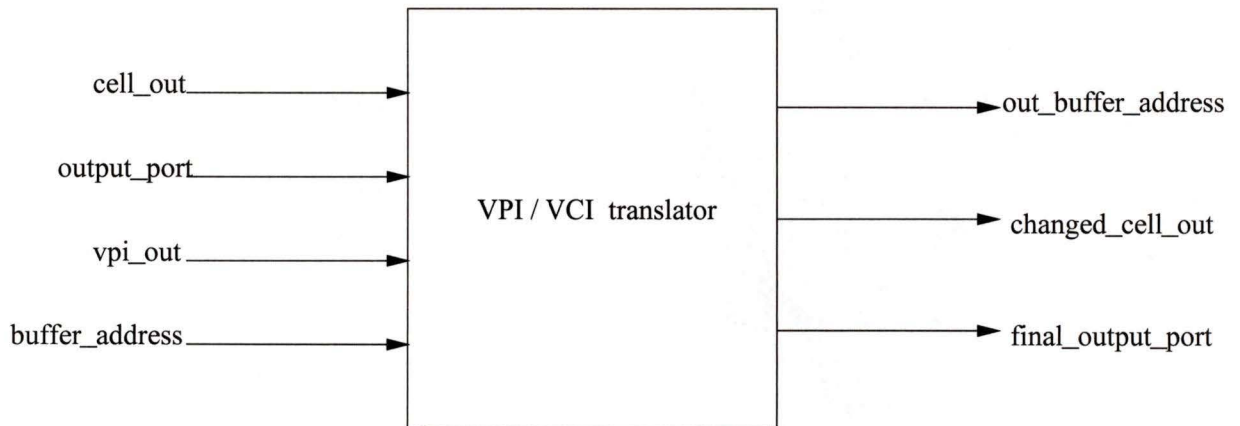 cell_out
output_port
vpi_out
buffer_address
VPI / VCI translator
out_buffer_address
changed_cell_out
final_output_port